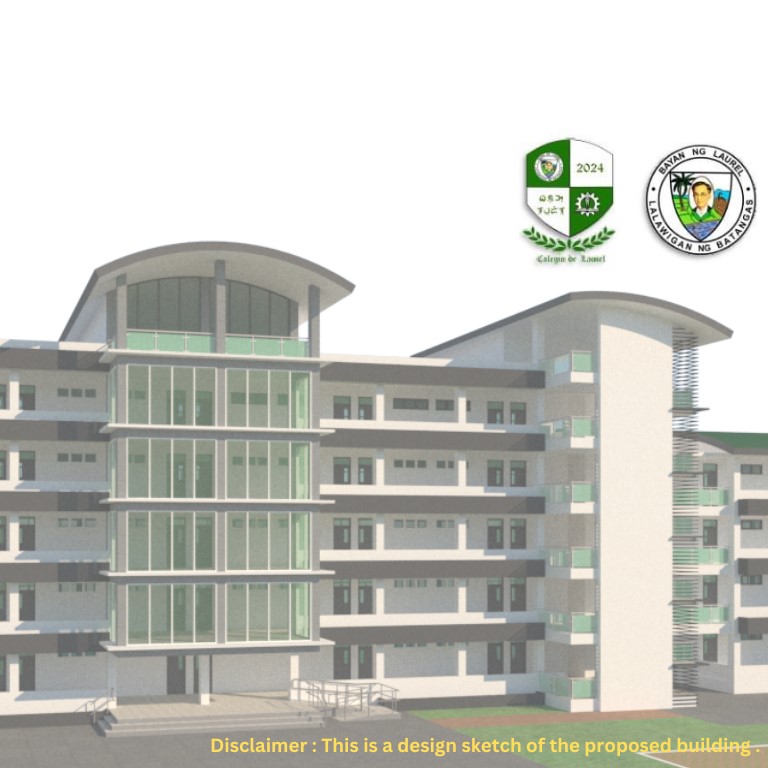 2024
Colegio de Laurel
BAYAN NG LAUREL
LALAWIGAN NG BATANGAS
Disclaimer : This is a design sketch of the proposed building .